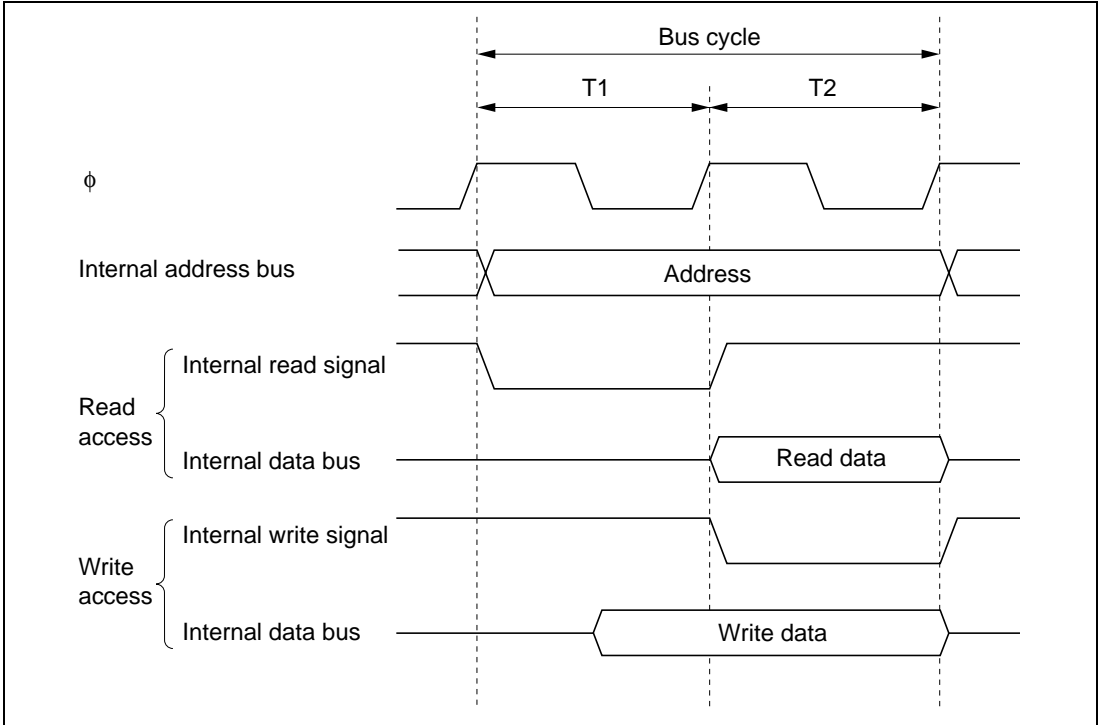 Bus cycle
T1
T2
ϕ
Internal address bus
Address
Internal read signal
Read
access
Internal data bus
Read data
Internal write signal
Write
access
Internal data bus
Write data